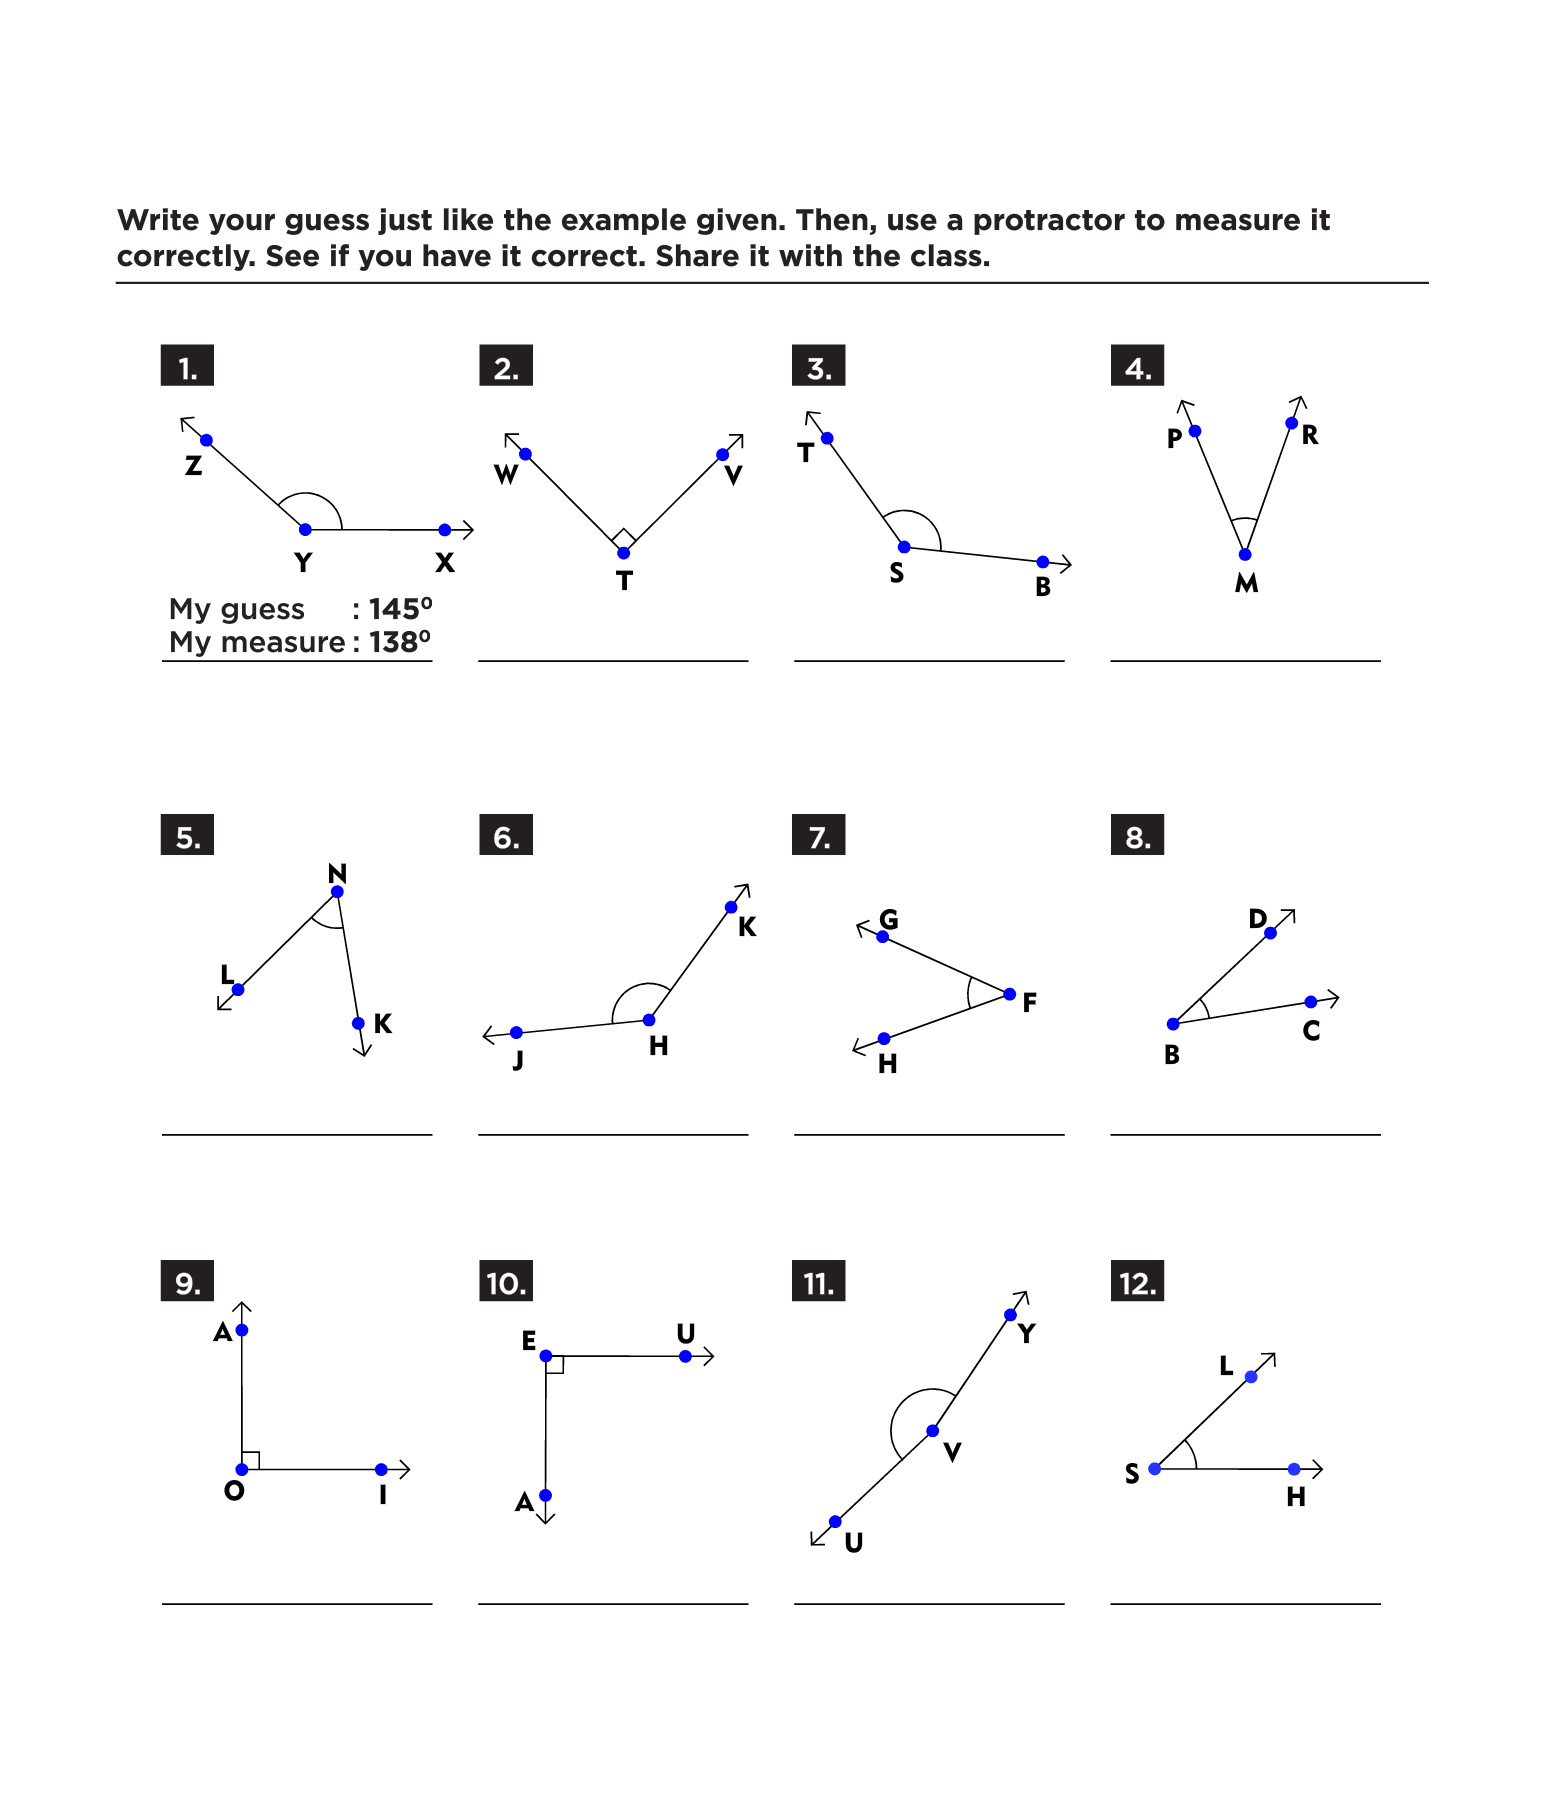 Write your guess just like the example given. Then, use a protractor to measure it
correctly. See if you have it correct. Share it with the class.
1.
2.
3.
4.
Z
Y
X
W
V
T
T
S
B
P
R
M
My guess : 145⁰
My measure : 138⁰
5.
6.
7.
8.
N
L
K
K
J
H
G
F
H
D
B
C
9.
10.
11.
12.
A
O
I
E
U
A
Y
V
U
L
S
H